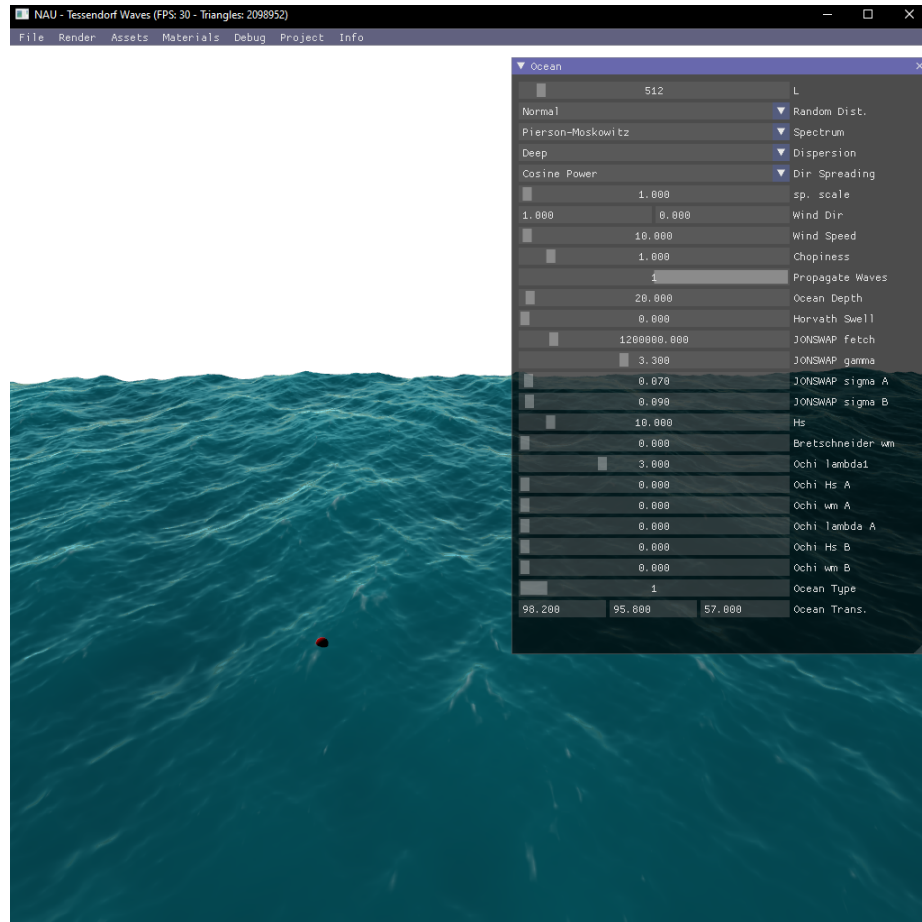 NAU - Tessendorf Waves (FPS: 30 - Triangles: 2098952)
File Render Assets Materials Debug Project Info
Ocean
512 L
Normal Random Dist.
Pierson-Moskowitz Spectrum
Deep Dispersion
Cosine Power Dir Spreading
1.000 sp. scale
1.000 0.000 Wind Dir
10.000 Wind Speed
1.000 Chopiness
1 Propagate Waves
20.000 Ocean Depth
0.000 Horvath Swell
1200000.000 JONSWAP fetch
3.300 JONSWAP gamma
0.070 JONSWAP sigma A
0.090 JONSWAP sigma B
10.000 Hs
0.000 Bretschneider wm
3.000 Ochi lambda1
0.000 Ochi Hs A
0.000 Ochi wm A
0.000 Ochi lambda A
0.000 Ochi Hs B
0.000 Ochi wm B
1 Ocean Type
98.200 95.800 57.000 Ocean Trans.